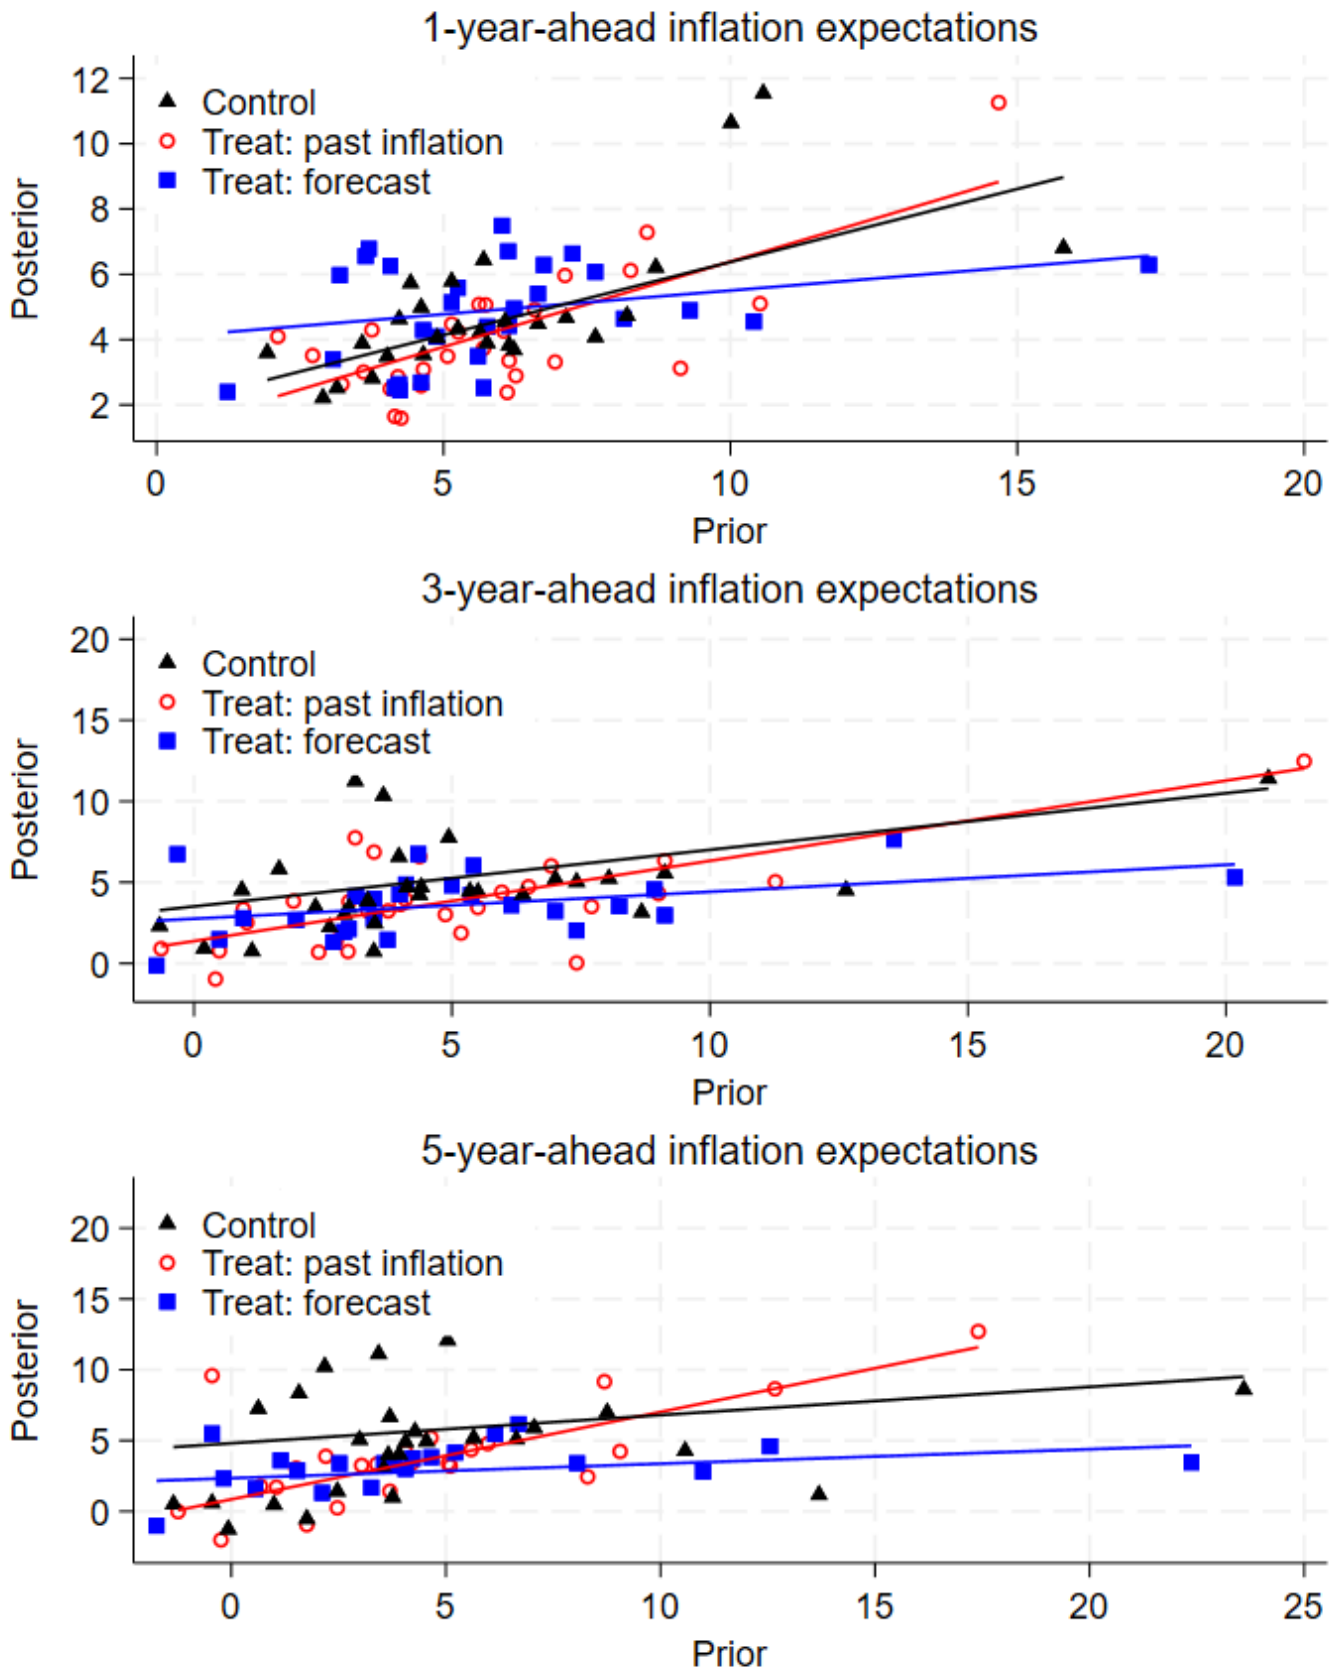 1-year-ahead inflation expectations
12
10
8
6
4
2
Posterior
Control
Treat: past inflation
Treat: forecast
0 5 10 15 20
Prior
3-year-ahead inflation expectations
20
15
10
5
0
Posterior
Control
Treat: past inflation
Treat: forecast
0 5 10 15 20
Prior
5-year-ahead inflation expectations
20
15
10
5
0
Posterior
Control
Treat: past inflation
Treat: forecast
0 5 10 15 20 25
Prior